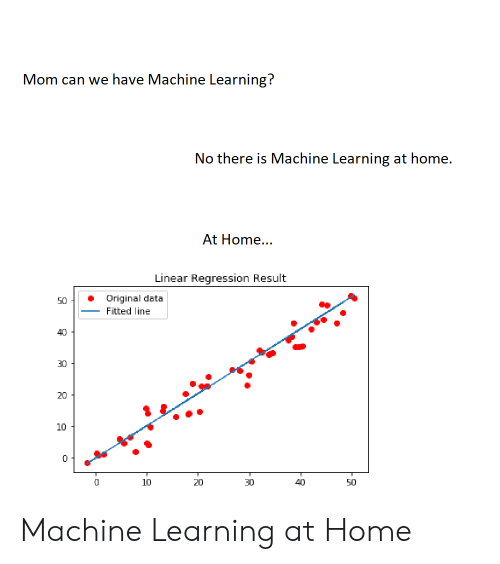 Mom can we have Machine Learning?
No there is Machine Learning at home.
At Home...
Linear Regression Result
Original data
Fitted line
50
40
30
20
10
0
0 10 20 30 40 50
Machine Learning at Home